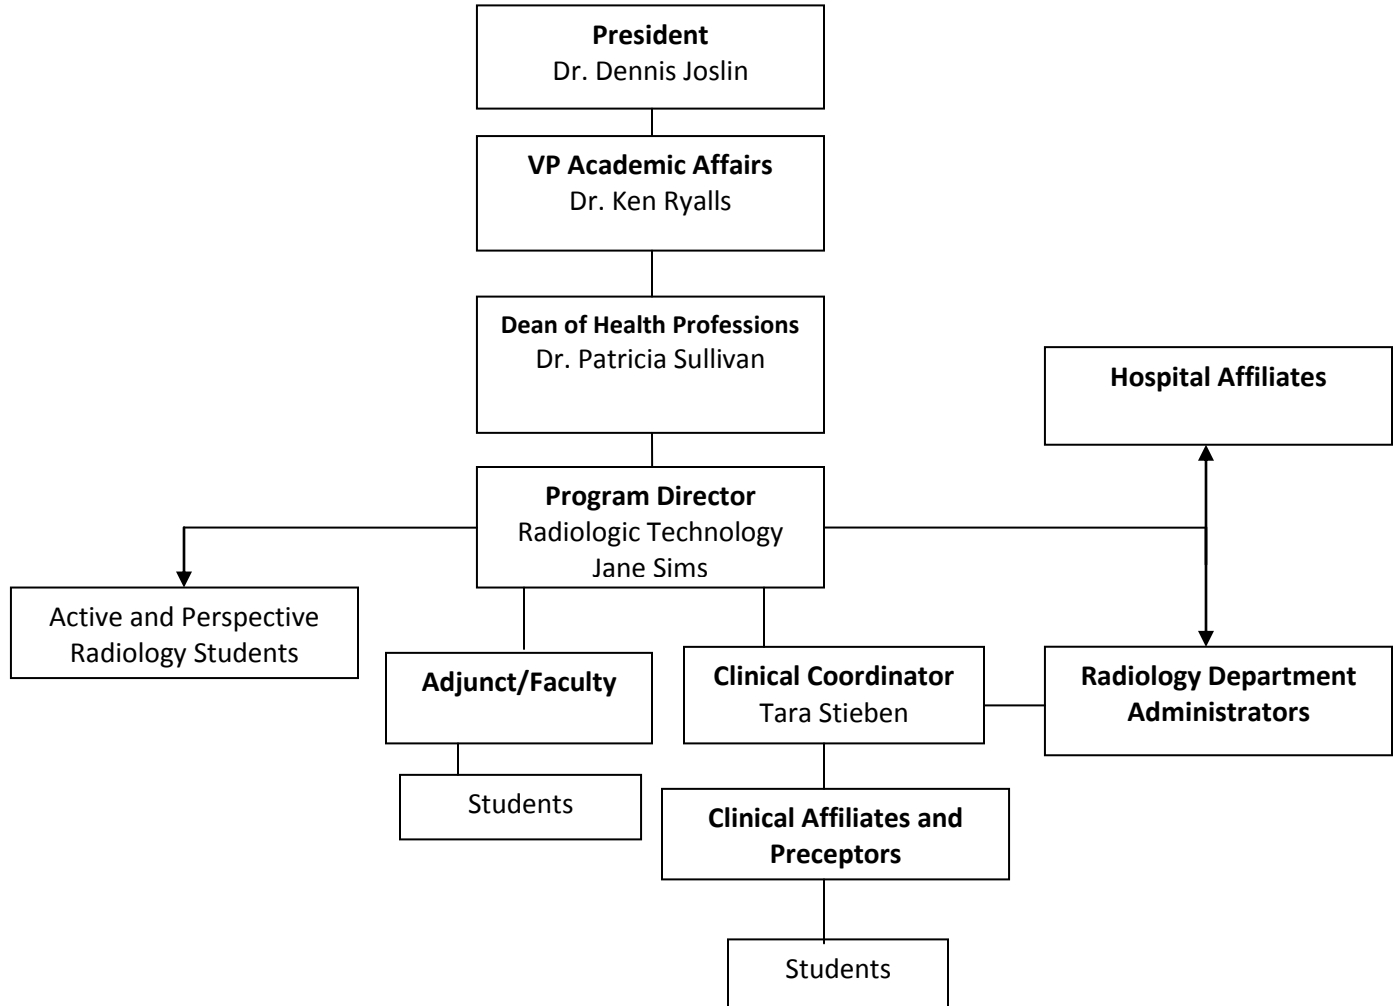 President
Dr. Dennis Joslin
VP Academic Affairs
Dr. Ken Ryalls
Dean of Health Professions
Dr. Patricia Sullivan
Hospital Affiliates
Program Director
Radiologic Technology
Jane Sims
Active and Perspective
Radiology Students
Adjunct/Faculty
Clinical Coordinator
Tara Stieben
Radiology Department
Administrators
Students
Clinical Affiliates and
Preceptors
Students